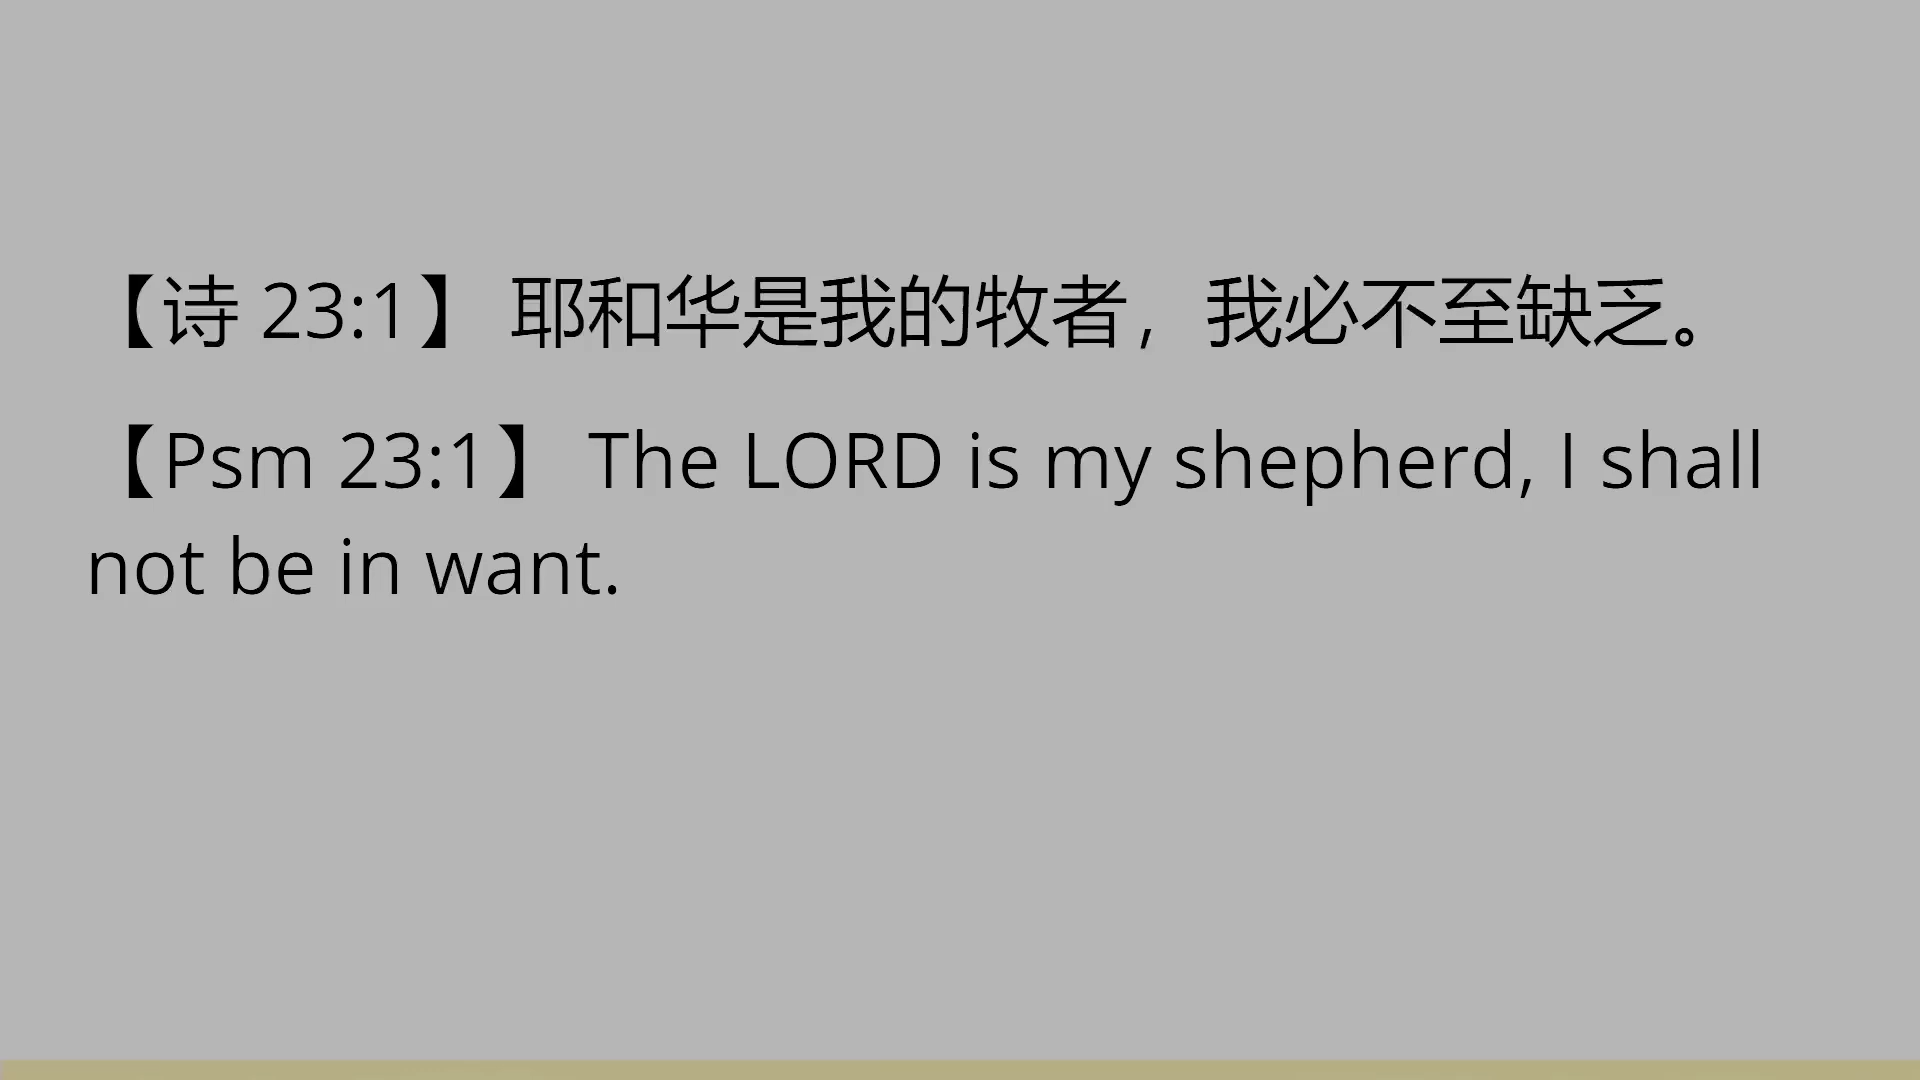 【诗 23:1】 耶和华是我的牧者，我必不至缺乏。
【Psm 23:1】 The LORD is my shepherd, I shall
not be in want.